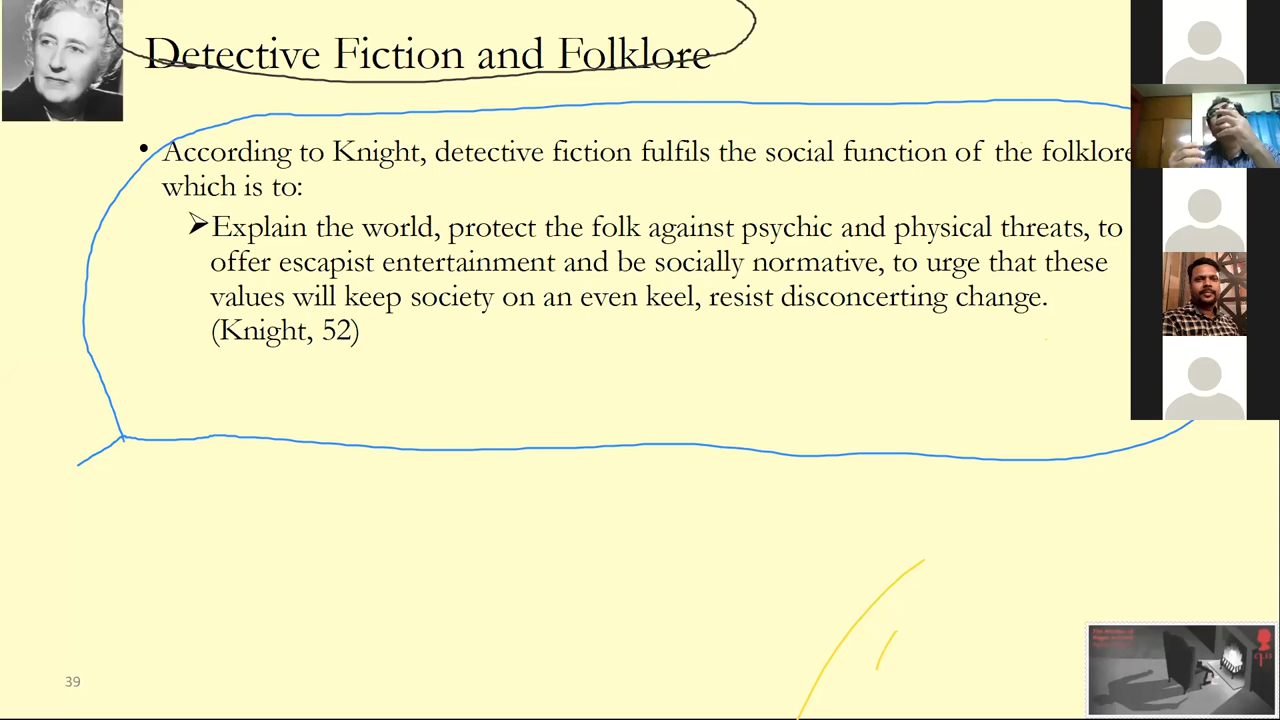 Detective Fiction and Folklore
• According to Knight, detective fiction fulfils the social function of the folklore
which is to:
➤Explain the world, protect the folk against psychic and physical threats, to
offer escapist entertainment and be socially normative, to urge that these
values will keep society on an even keel, resist disconcerting change.
(Knight, 52)
39